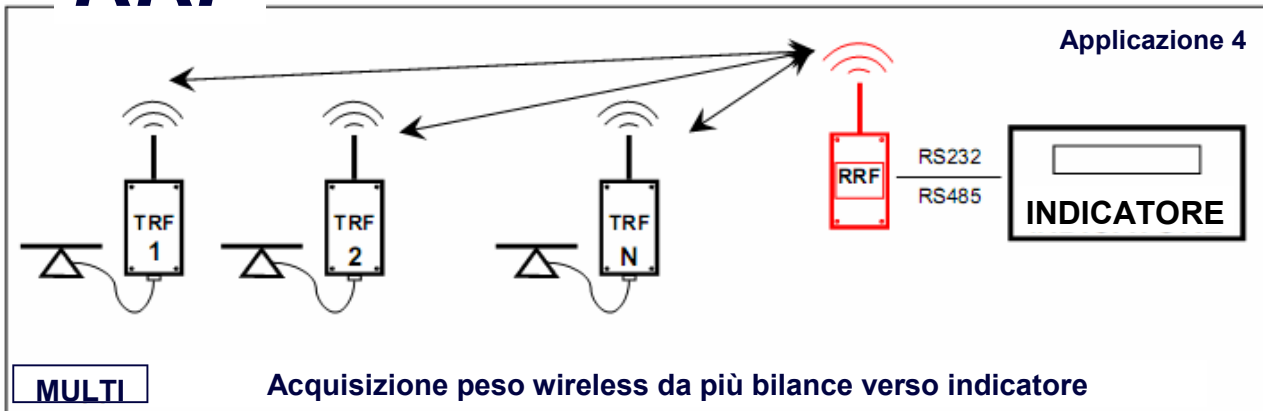 Applicazione 4
TRF
1
TRF
2
TRF
N
RRF
RS232
RS485
INDICATORE
MULTI
Acquisizione peso wireless da più bilance verso indicatore